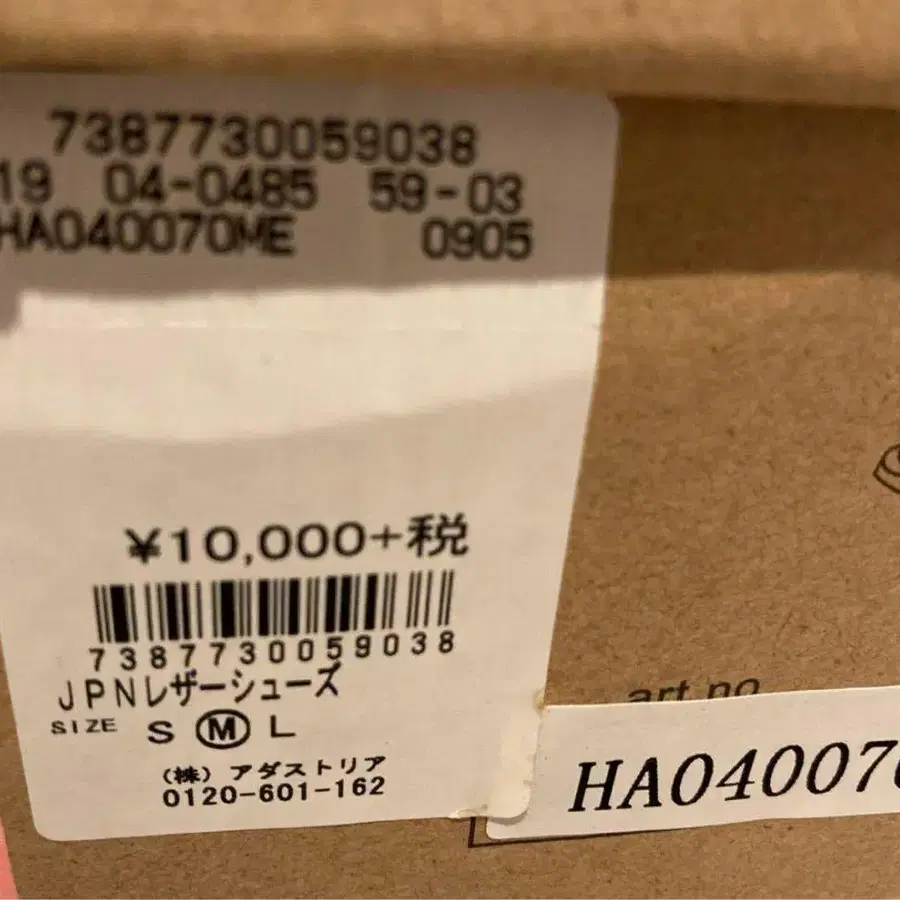 7387730059038
19 04-0485 59-03
HA040070ME 0905
¥10,000+税
7387730059038
JPNレザーシューズ
SIZE S M L
(株) アダストリア
0120-601-162
art no
HA040070